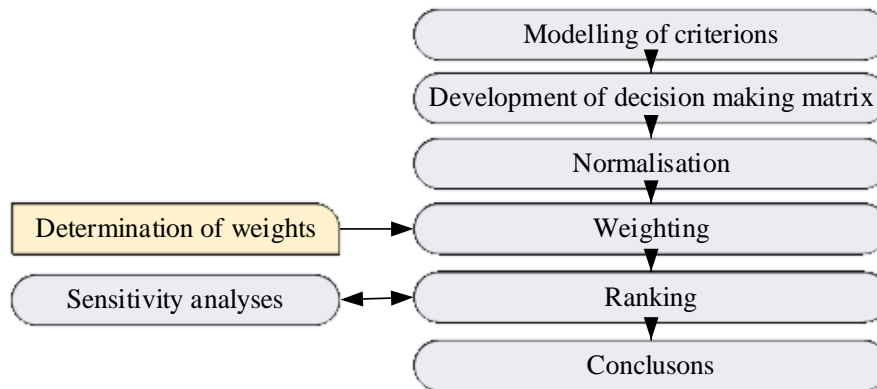 Modelling of criterions
Development of decision making matrix
Normalisation
Determination of weights
Weighting
Sensitivity analyses
Ranking
Conclusons